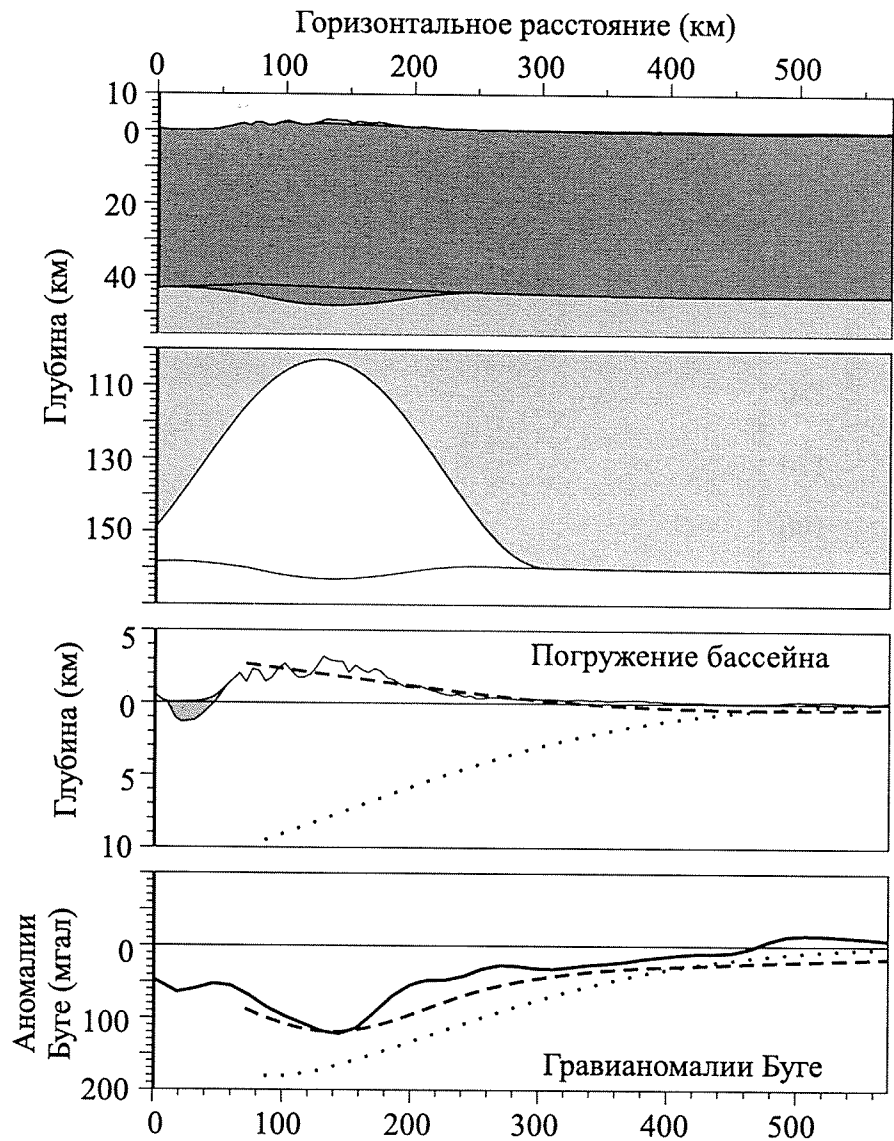 Горизонтальное расстояние (км)
0 100 200 300 400 500
10
0
20
40
Глубина (км)
110
130
150
5
0
5
10
Глубина (км)
Погружение бассейна
0
100
200
Аномалии
Буге (мгал)
Гравианомалии Буге
0 100 200 300 400 500